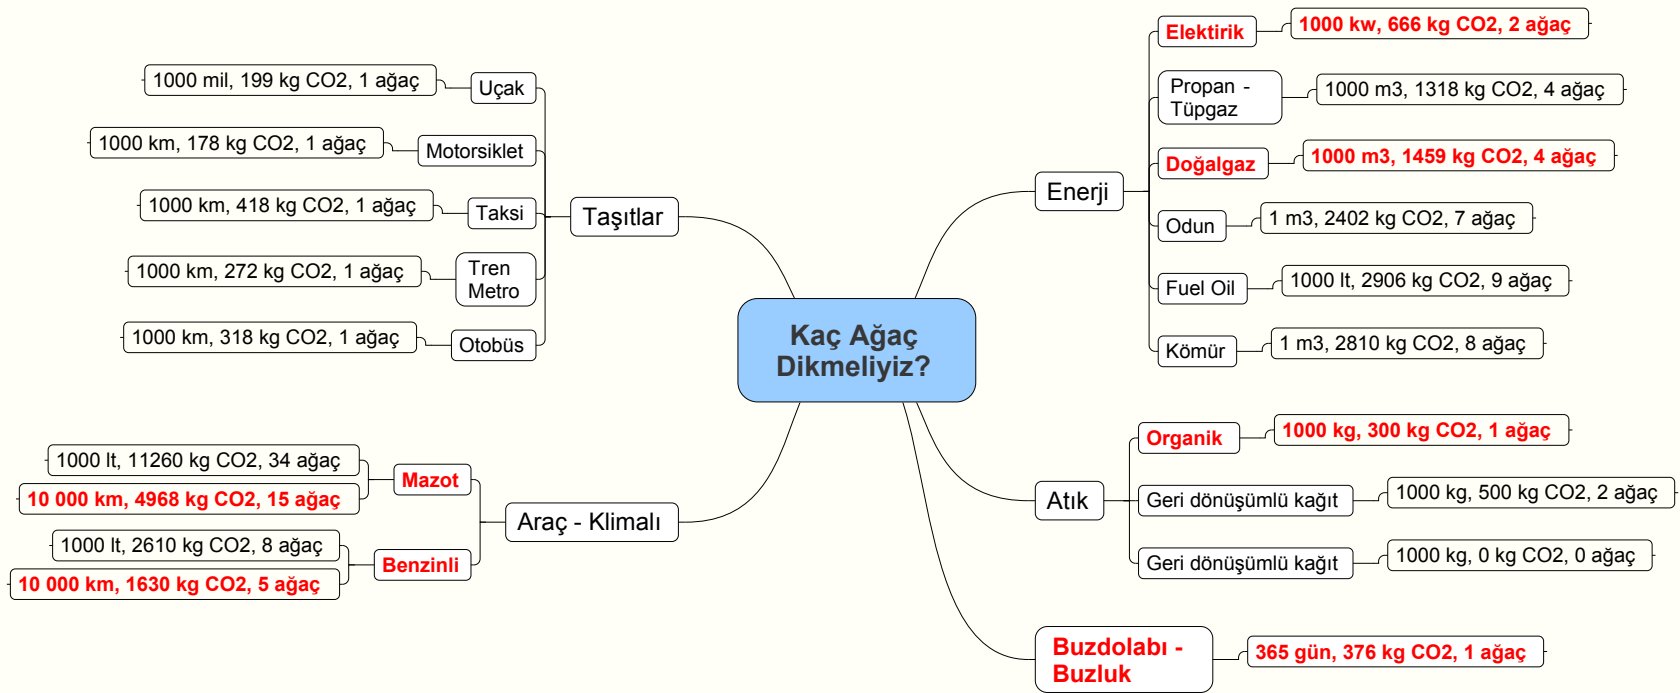 Kaç Ağaç
Dikmeliyiz?
Enerji
Elektirik
1000 kw, 666 kg CO2, 2 ağaç
Propan -
Tüpgaz
1000 m3, 1318 kg CO2, 4 ağaç
Doğalgaz
1000 m3, 1459 kg CO2, 4 ağaç
Odun
1 m3, 2402 kg CO2, 7 ağaç
Fuel Oil
1000 lt, 2906 kg CO2, 9 ağaç
Kömür
1 m3, 2810 kg CO2, 8 ağaç
Atık
Organik
1000 kg, 300 kg CO2, 1 ağaç
Geri dönüşümlü kağıt
1000 kg, 500 kg CO2, 2 ağaç
Geri dönüşümlü kağıt
1000 kg, 0 kg CO2, 0 ağaç
Buzdolabı -
Buzluk
365 gün, 376 kg CO2, 1 ağaç
Taşıtlar
Uçak
1000 mil, 199 kg CO2, 1 ağaç
Motorsiklet
1000 km, 178 kg CO2, 1 ağaç
Taksi
1000 km, 418 kg CO2, 1 ağaç
Tren
Metro
1000 km, 272 kg CO2, 1 ağaç
Otobüs
1000 km, 318 kg CO2, 1 ağaç
Araç - Klimalı
Mazot
1000 lt, 11260 kg CO2, 34 ağaç
10 000 km, 4968 kg CO2, 15 ağaç
Benzinli
1000 lt, 2610 kg CO2, 8 ağaç
10 000 km, 1630 kg CO2, 5 ağaç